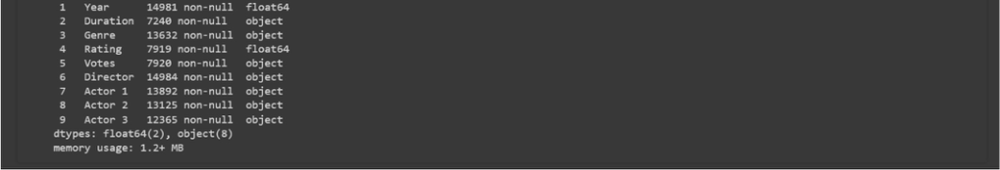 1 Year 14981 non-null float64
2 Duration 7240 non-null object
3 Genre 13632 non-null object
4 Rating 7919 non-null float64
5 Votes 7920 non-null object
6 Director 14984 non-null object
7 Actor 1 13892 non-null object
8 Actor 2 13125 non-null object
9 Actor 3 12365 non-null object
dtypes: float64(2), object(8)
memory usage: 1.2+ MB